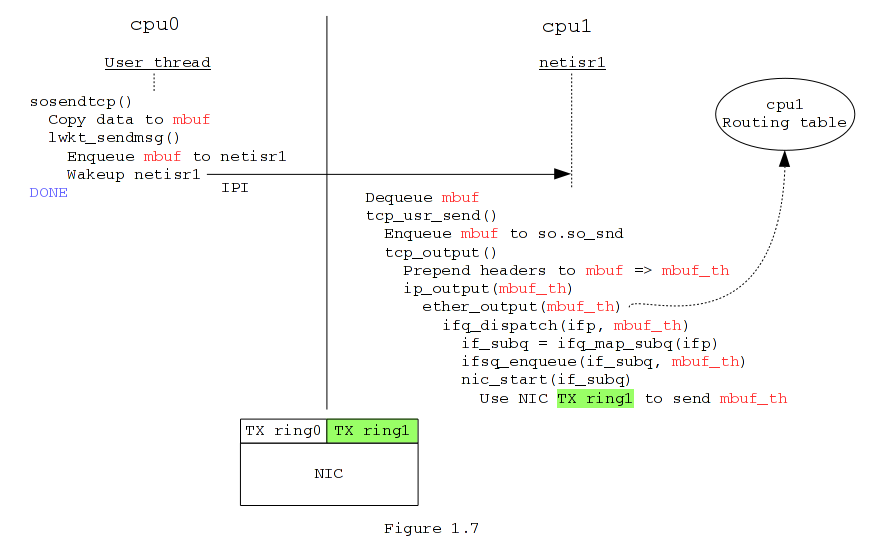 cpu0
cpu1
User thread
netisr1
cpu1
Routing table
sosendtcp()
Copy data to mbuf
lwkt_sendmsg()
Enqueue mbuf to netisr1
Wakeup netisr1
IPI
DONE
Dequeue mbuf
tcp_usr_send()
Enqueue mbuf to so.so_snd
tcp_output()
Prepend headers to mbuf => mbuf_th
ip_output(mbuf_th)
ether_output(mbuf_th)
ifq_dispatch(ifp, mbuf_th)
if_subq = ifq_map_subq(ifp)
ifsq_enqueue(if_subq, mbuf_th)
nic_start(if_subq)
Use NIC TX ring1 to send mbuf_th
TX ring0 TX ring1
NIC
Figure 1.7